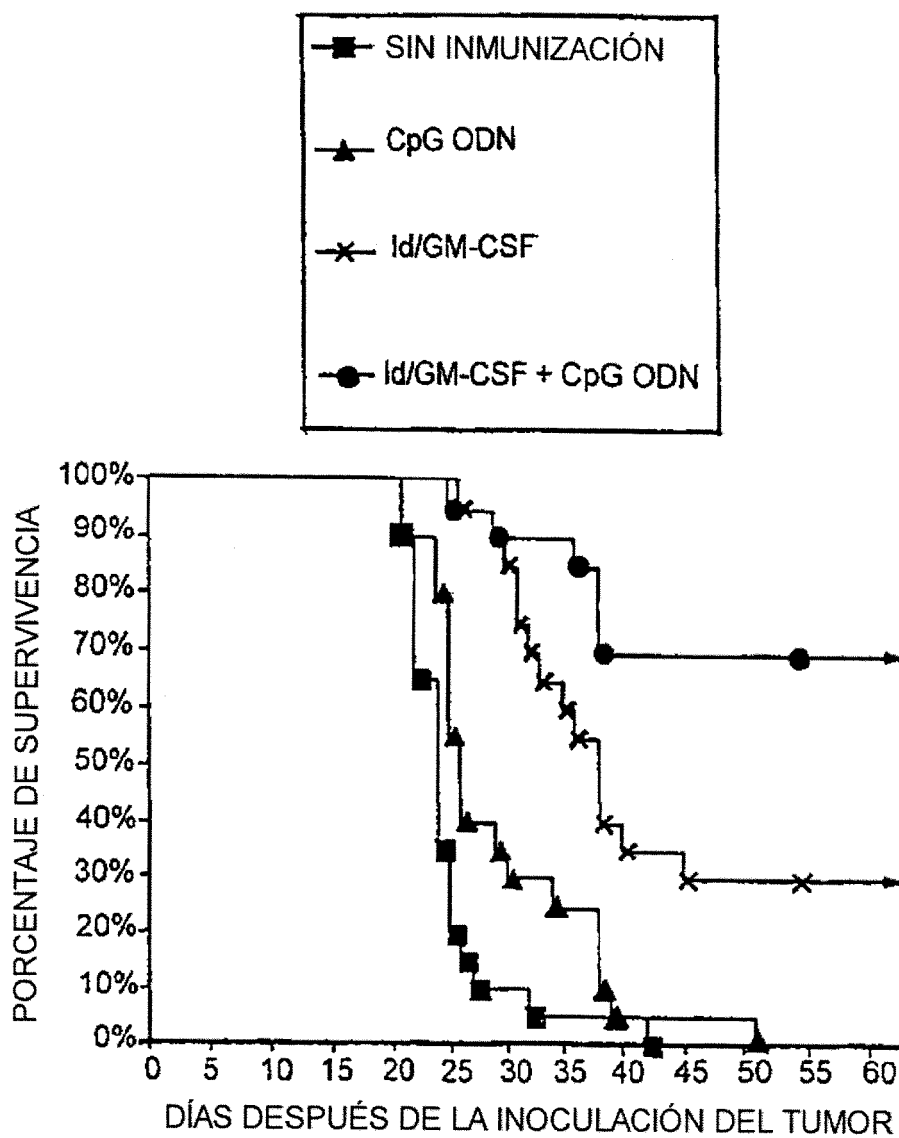 SIN INMUNIZACIÓN
CpG ODN
Id/GM-CSF
Id/GM-CSF + CpG ODN
PORCENTAJE DE SUPERVIVENCIA
100%
90%
80%
70%
60%
50%
40%
30%
20%
10%
0%
0 5 10 15 20 25 30 35 40 45 50 55 60
DÍAS DESPUÉS DE LA INOCULACIÓN DEL TUMOR